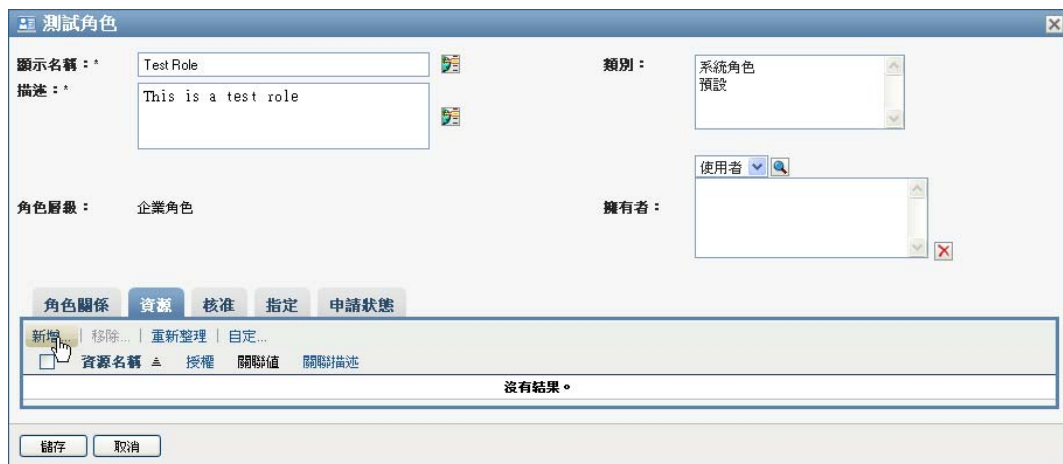 測試角色
顯示名稱：* Test Role 類別： 系統角色
預設
描述：* This is a test role
使用者
角色層級： 企業角色 擁有者：
角色關係 資源 核准 指定 申請狀態
新增... | 移除... | 重新整理 | 自定...
資源名稱 授權 關聯值 關聯描述
沒有結果。
儲存 取消